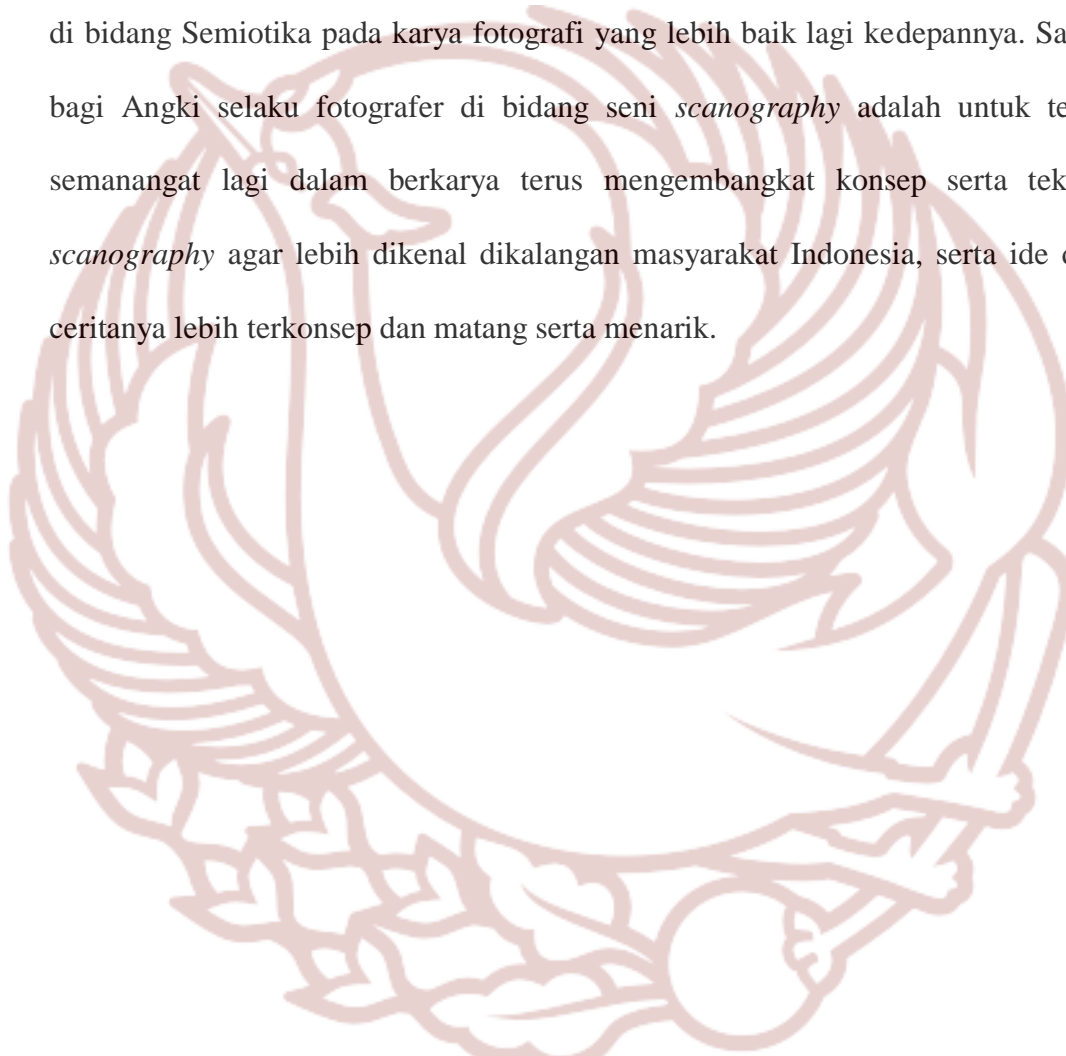 di bidang Semiotika pada karya fotografi yang lebih baik lagi kedepannya.
bagi Angki selaku fotografer di bidang seni scanography adalah untuk
semanangat lagi dalam berkarya terus mengembangkat konsep serta
scanography agar lebih dikenal dikalangan masyarakat Indonesia, serta ide
ceritanya lebih terkonsep dan matang serta menarik.